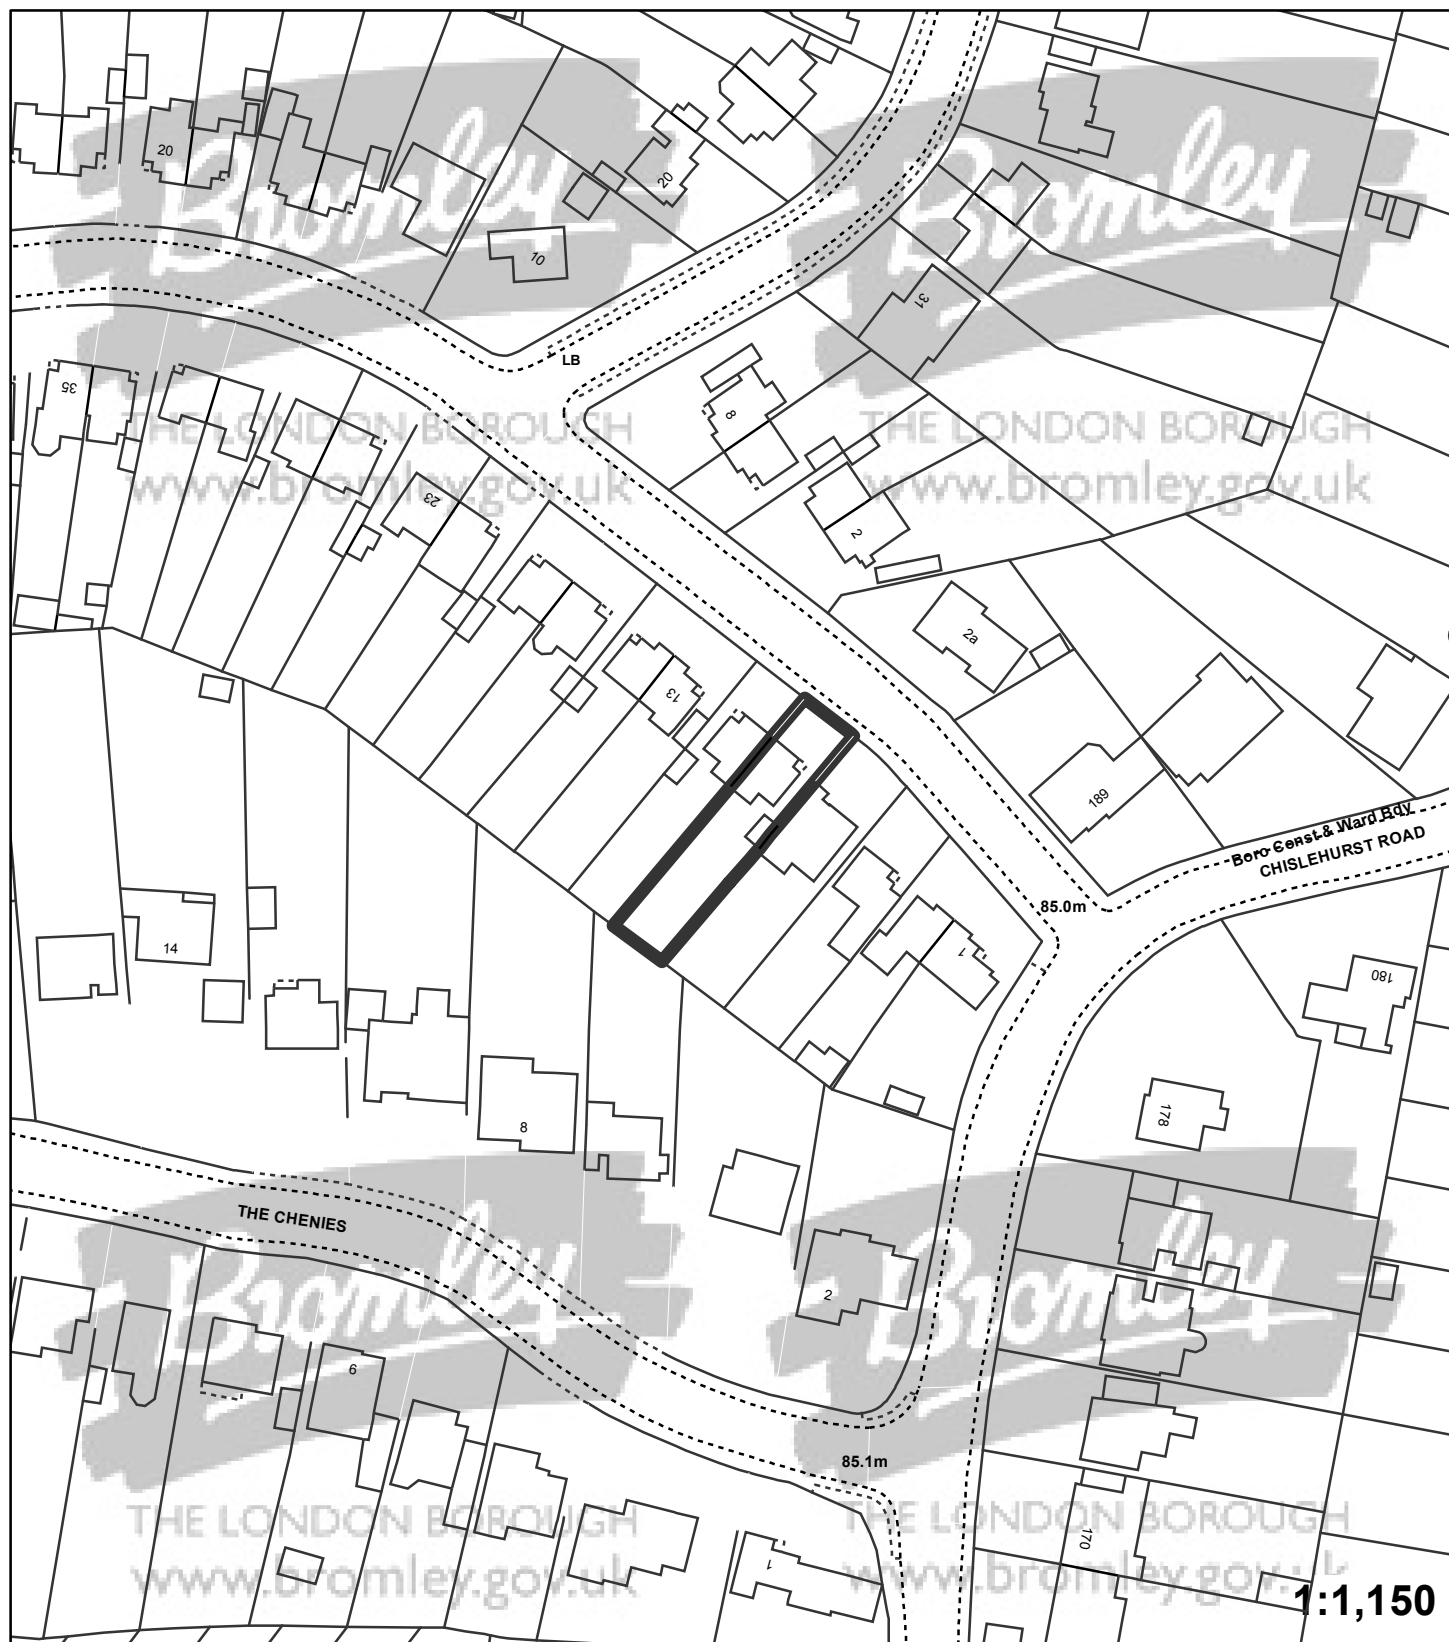 20
20
10
31
LB
35
8
23
2
2a
13
189
Boro Const & Ward Bdy
CHISLEHURST ROAD
85.0m
1
14
180
178
8
THE CHENIES
2
6
85.1m
170
1
1:1,150
Bromley
THE LONDON BOROUGH
www.bromley.gov.uk
Bromley
THE LONDON BOROUGH
www.bromley.gov.uk
Bromley
THE LONDON BOROUGH
www.bromley.gov.uk
Bromley
THE LONDON BOROUGH
www.bromley.gov.uk